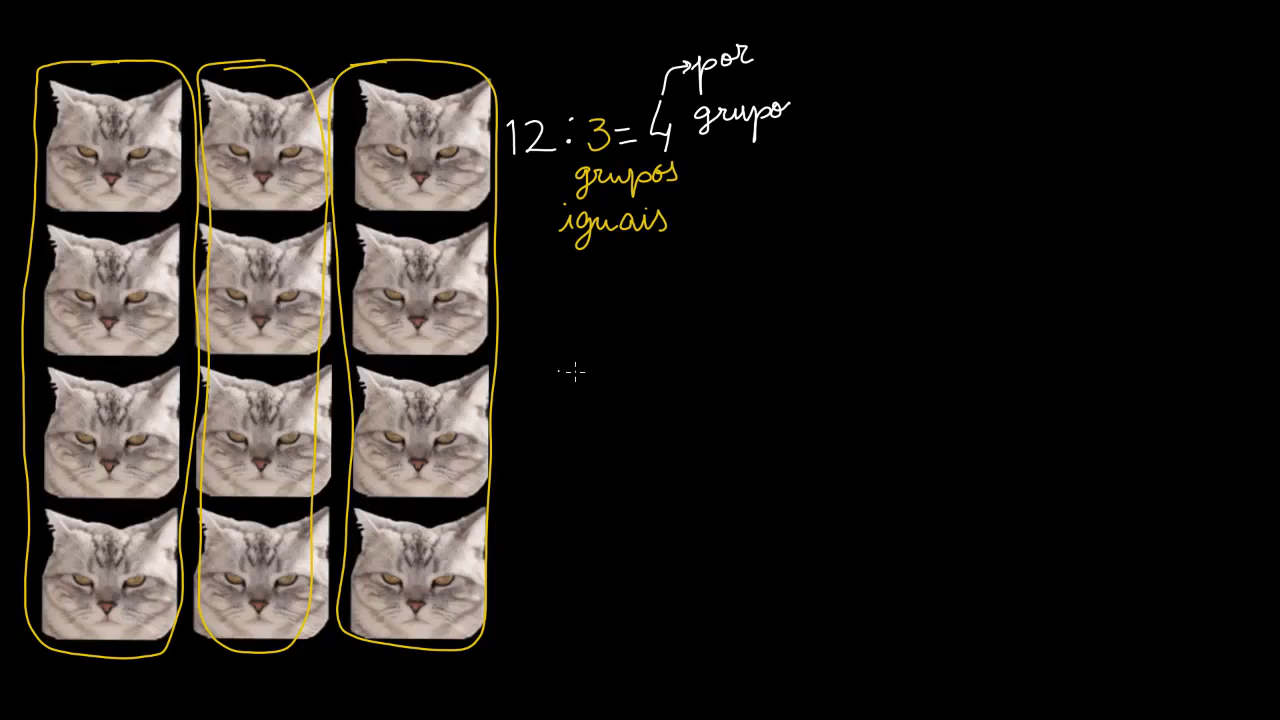 12 : 3 = 4 → por
grupo
grupos
iguais